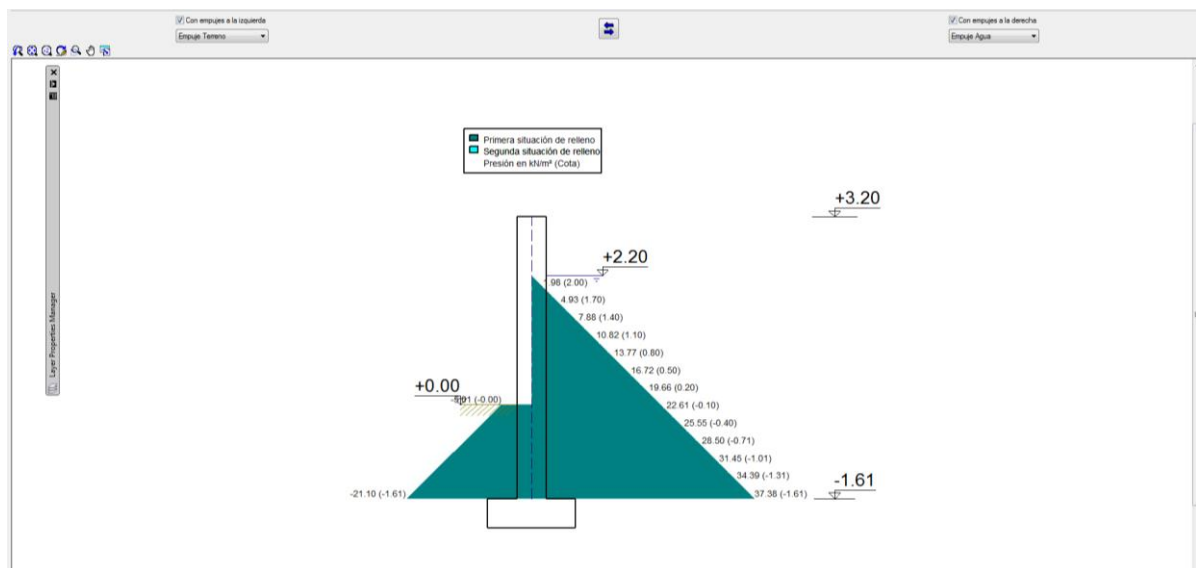 Con empujes a la izquierda
Empuje Terreno
Con empujes a la derecha
Empuje Agua
Layer Properties Manager
Primera situación de relleno
Segunda situación de relleno
Presión en kN/m² (Cota)
+3.20
+2.20
1.98 (2.00)
4.93 (1.70)
7.88 (1.40)
10.82 (1.10)
13.77 (0.80)
16.72 (0.50)
19.66 (0.20)
+0.00
(-0.00)
22.61 (-0.10)
25.55 (-0.40)
28.50 (-0.71)
31.45 (-1.01)
34.39 (-1.31)
-1.61
-21.10 (-1.61)
37.38 (-1.61)